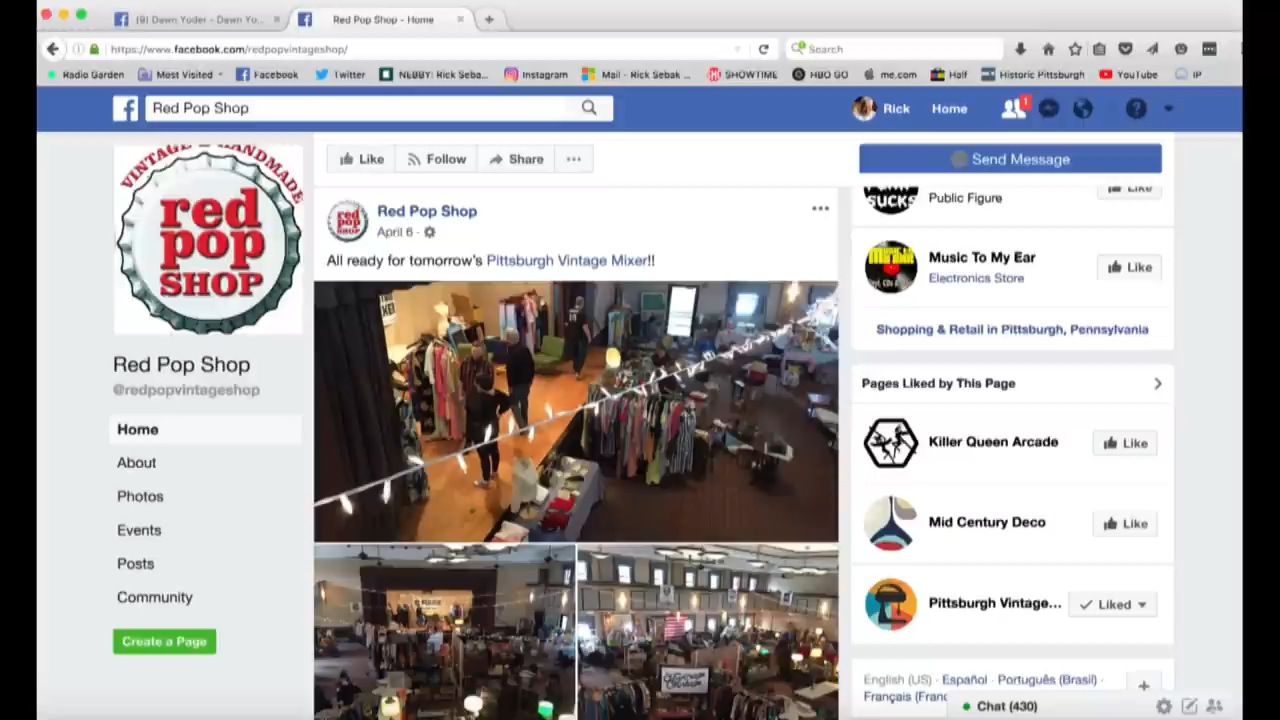 (9) Dawn Yoder - Dawn Yo...
Red Pop Shop - Home
https://www.facebook.com/redpopvintageshop/
Search
Radio Garden
Most Visited
Facebook
Twitter
NEBBY: Rick Seba...
Instagram
Mail - Rick Sebak ...
SHOWTIME
HBO GO
me.com
Half
Historic Pittsburgh
YouTube
IP
Red Pop Shop
Rick
Home
1
VINTAGE & HANDMADE
red
pop
SHOP
Like
Follow
Share
Send Message
Red Pop Shop
@redpopvintageshop
Home
About
Photos
Events
Posts
Community
Create a Page
red
pop
SHOP
Red Pop Shop
April 6
All ready for tomorrow's Pittsburgh Vintage Mixer!!
SUCKS
Public Figure
Like
Music To My Ear
Electronics Store
Like
Shopping & Retail in Pittsburgh, Pennsylvania
Pages Liked by This Page
Killer Queen Arcade
Like
Mid Century Deco
Like
Pittsburgh Vintage...
Liked
English (US) · Español · Português (Brasil) ·
Français (Franc
Chat (430)